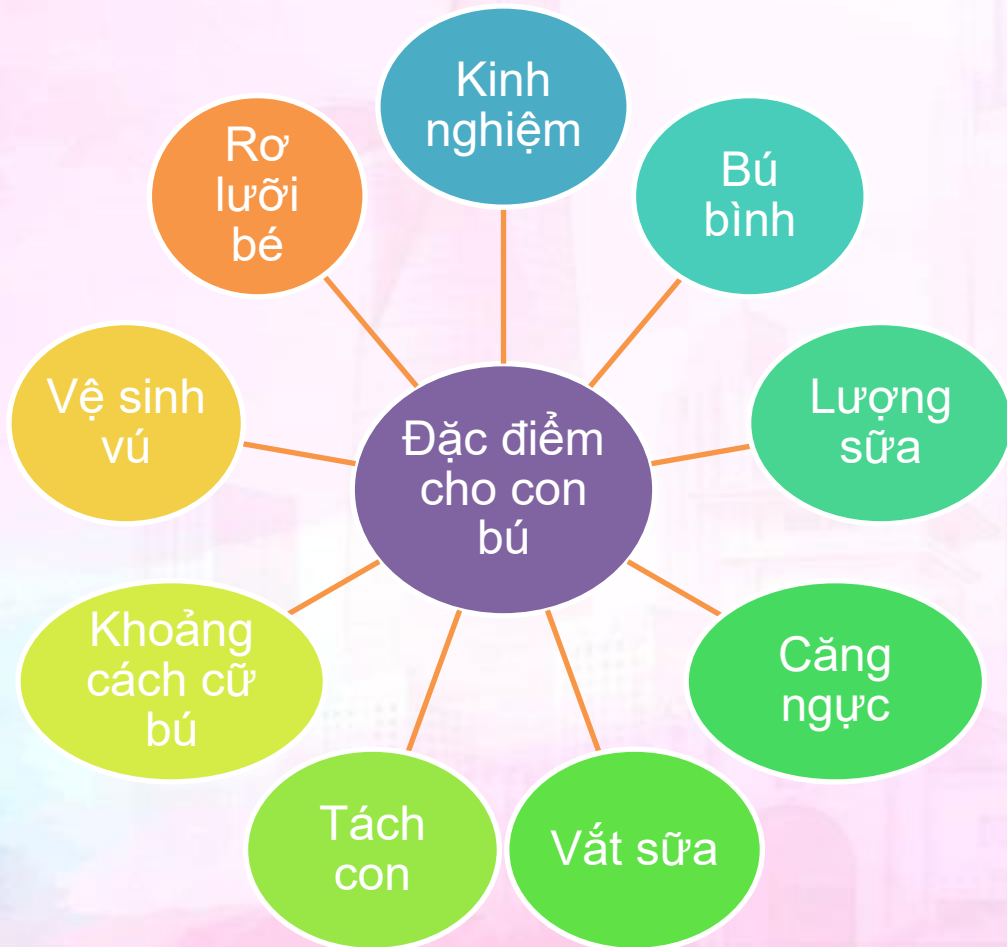 Kinh
nghiệm
Bú
bình
Lượng
sữa
Căng
ngực
Vắt sữa
Tách
con
Khoảng
cách cữ
bú
Vệ sinh
vú
Rơ
lưỡi
bé
Đặc điểm
cho con
bú